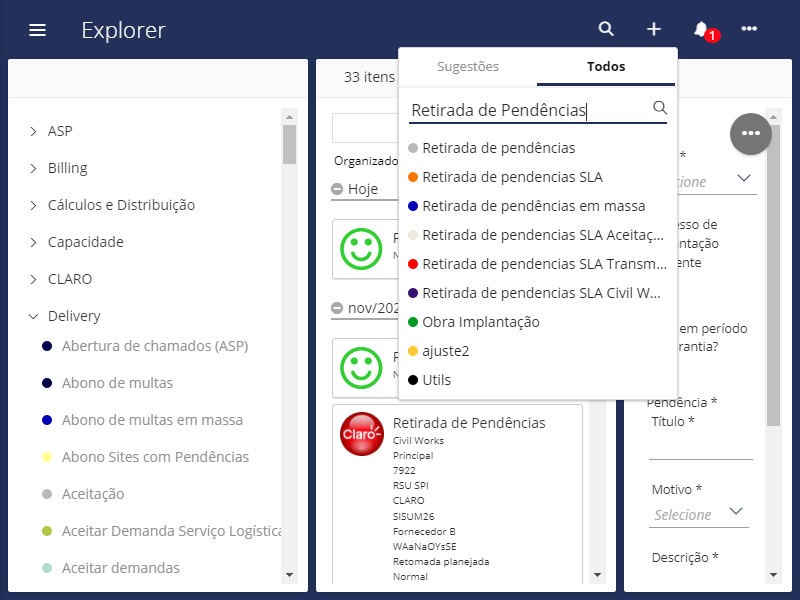 Explorer
1
33 itens
Sugestões
Todos
Retirada de Pendências
Retirada de pendências
Retirada de pendencias SLA
Retirada de pendências em massa
Retirada de pendencias SLA Aceitaç...
Retirada de pendencias SLA Transm...
Retirada de pendencias SLA Civil W...
Obra Implantação
ajuste2
Utils
ASP
Billing
Cálculos e Distribuição
Capacidade
CLARO
Delivery
Abertura de chamados (ASP)
Abono de multas
Abono de multas em massa
Abono Sites com Pendências
Aceitação
Aceitar Demanda Serviço Logística
Aceitar demandas
Organizado
Hoje
nov/202
Claro
Retirada de Pendências
Civil Works
Principal
7922
RSU SPI
CLARO
SISUM26
Fornecedor B
WAaNaOYsSE
Retomada planejada
Normal
*
cione
esso de
ntação
ente
em período
arantia?
Pendência *
Título *
Motivo *
Selecione
Descrição *